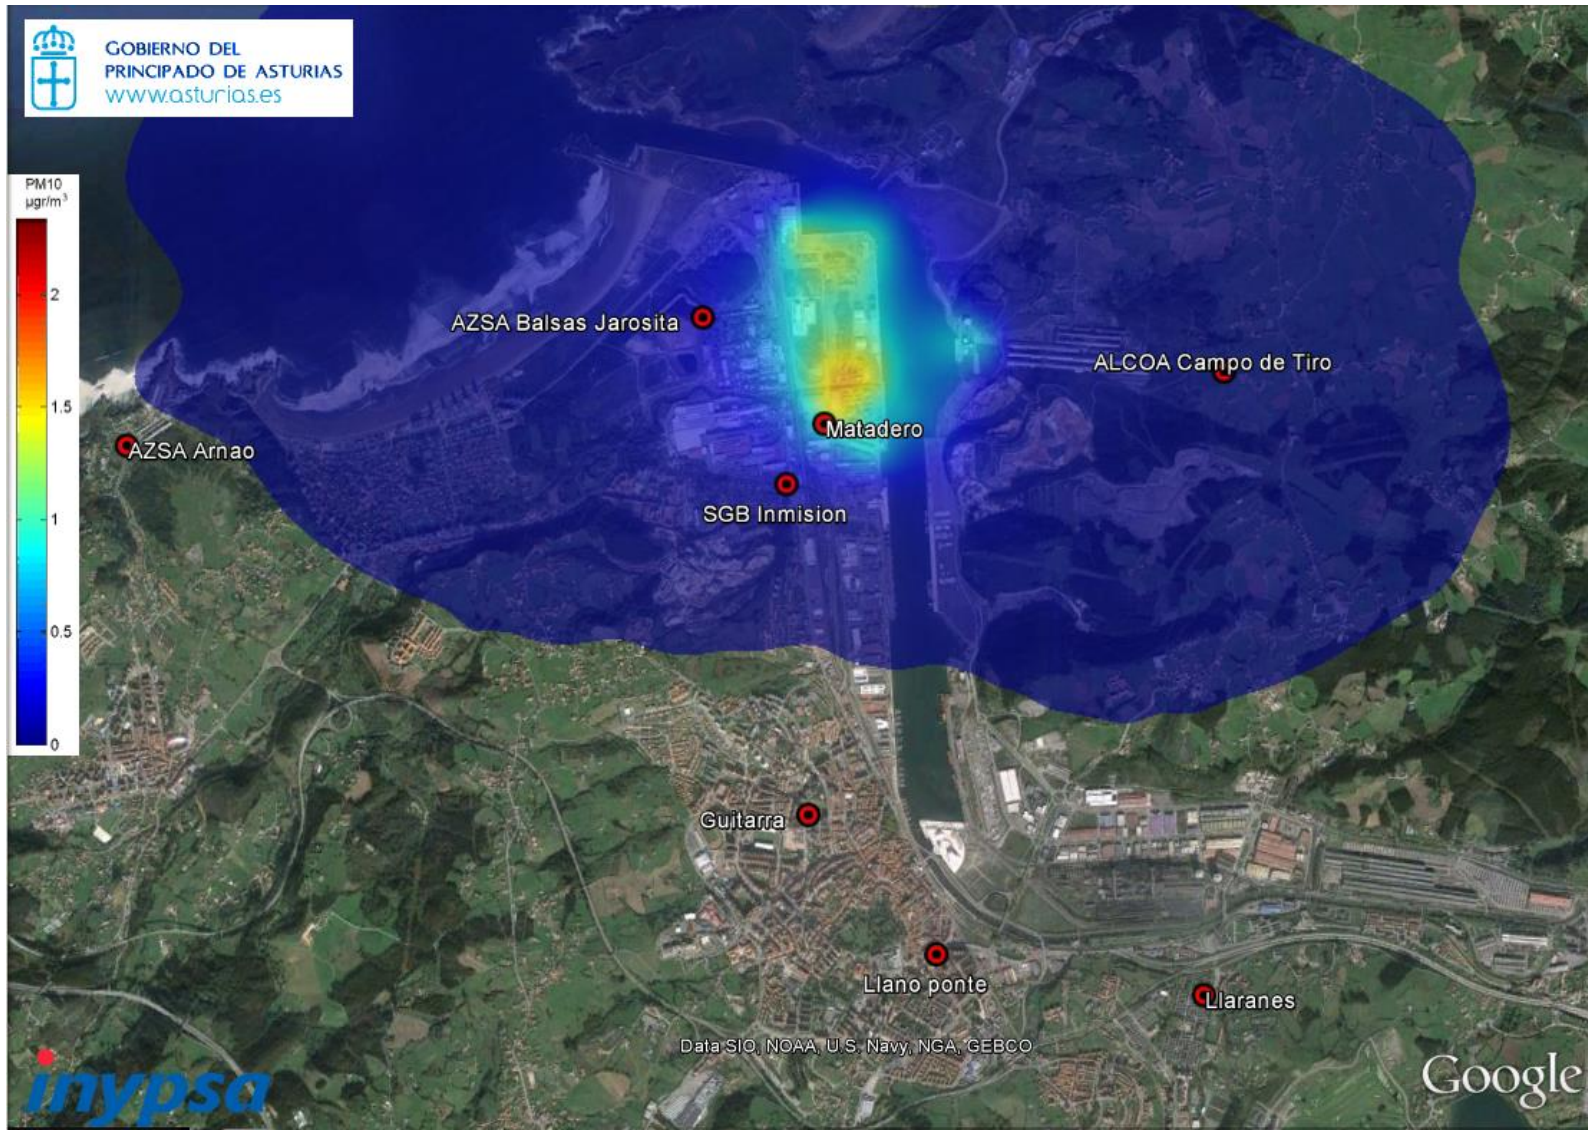 GOBIERNO DEL
PRINCIPADO DE ASTURIAS
www.asturias.es
PM10
µgr/m³
2
1.5
1
0.5
0
AZSA Balsas Jarosita
ALCOA Campo de Tiro
Matadero
AZSA Arnao
SGB Inmision
Guitarra
Llano ponte
Llaranes
Data SIO, NOAA, U.S. Navy, NGA, GEBCO
inypsa
Google